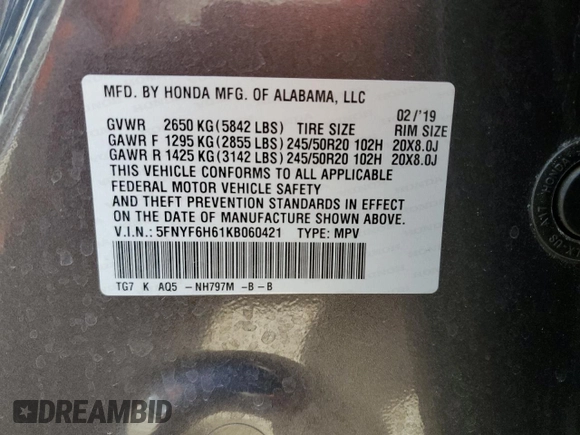 MFD. BY HONDA MFG. OF ALABAMA, LLC
02/'19
GVWR 2650 KG (5842 LBS) TIRE SIZE RIM SIZE
GAWR F 1295 KG (2855 LBS) 245/50R20 102H 20X8.0J
GAWR R 1425 KG (3142 LBS) 245/50R20 102H 20X8.0J
THIS VEHICLE CONFORMS TO ALL APPLICABLE
FEDERAL MOTOR VEHICLE SAFETY
AND THEFT PREVENTION STANDARDS IN EFFECT
ON THE DATE OF MANUFACTURE SHOWN ABOVE.
V.I.N.: 5FNYF6H61KB060421 TYPE: MPV
TG7 K AQ5 -NH797M -B -B
DREAMBID